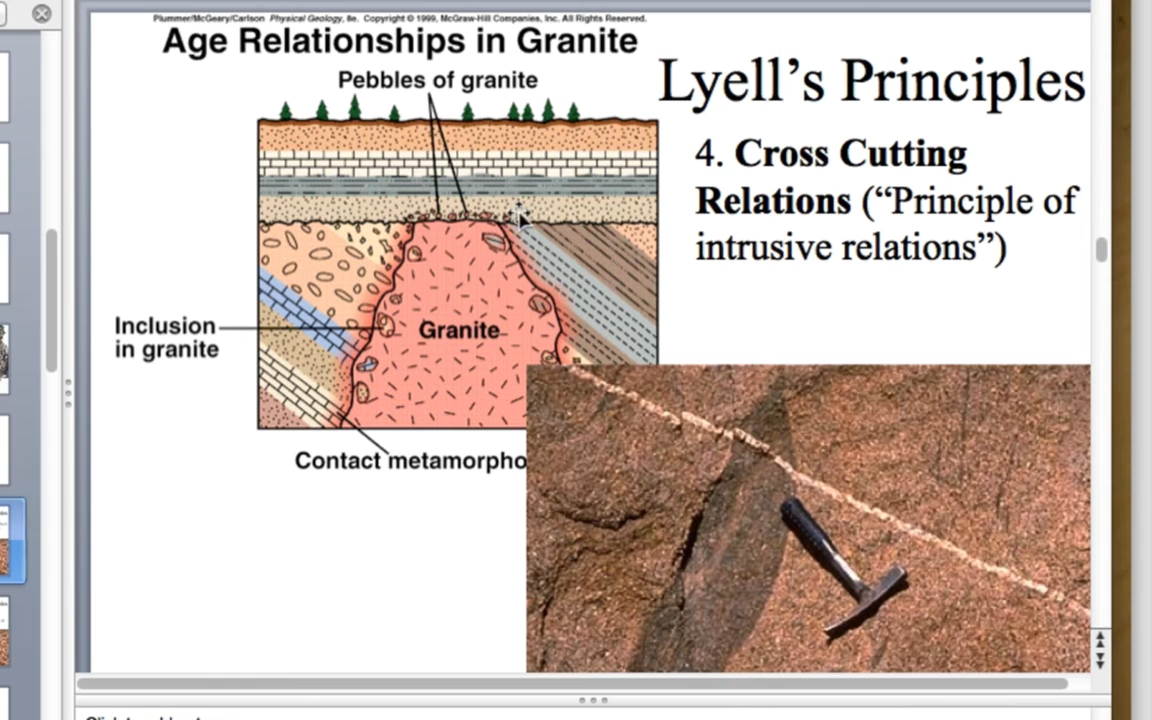 Plummer/McGeary/Carlson Physical Geology, 8e. Copyright © 1999, McGraw-Hill Companies, Inc. All Rights Reserved.
Age Relationships in Granite
Lyell's Principles
Pebbles of granite
4. Cross Cutting
Relations (“Principle of
intrusive relations”)
Inclusion
in granite
Granite
Contact metamorpho